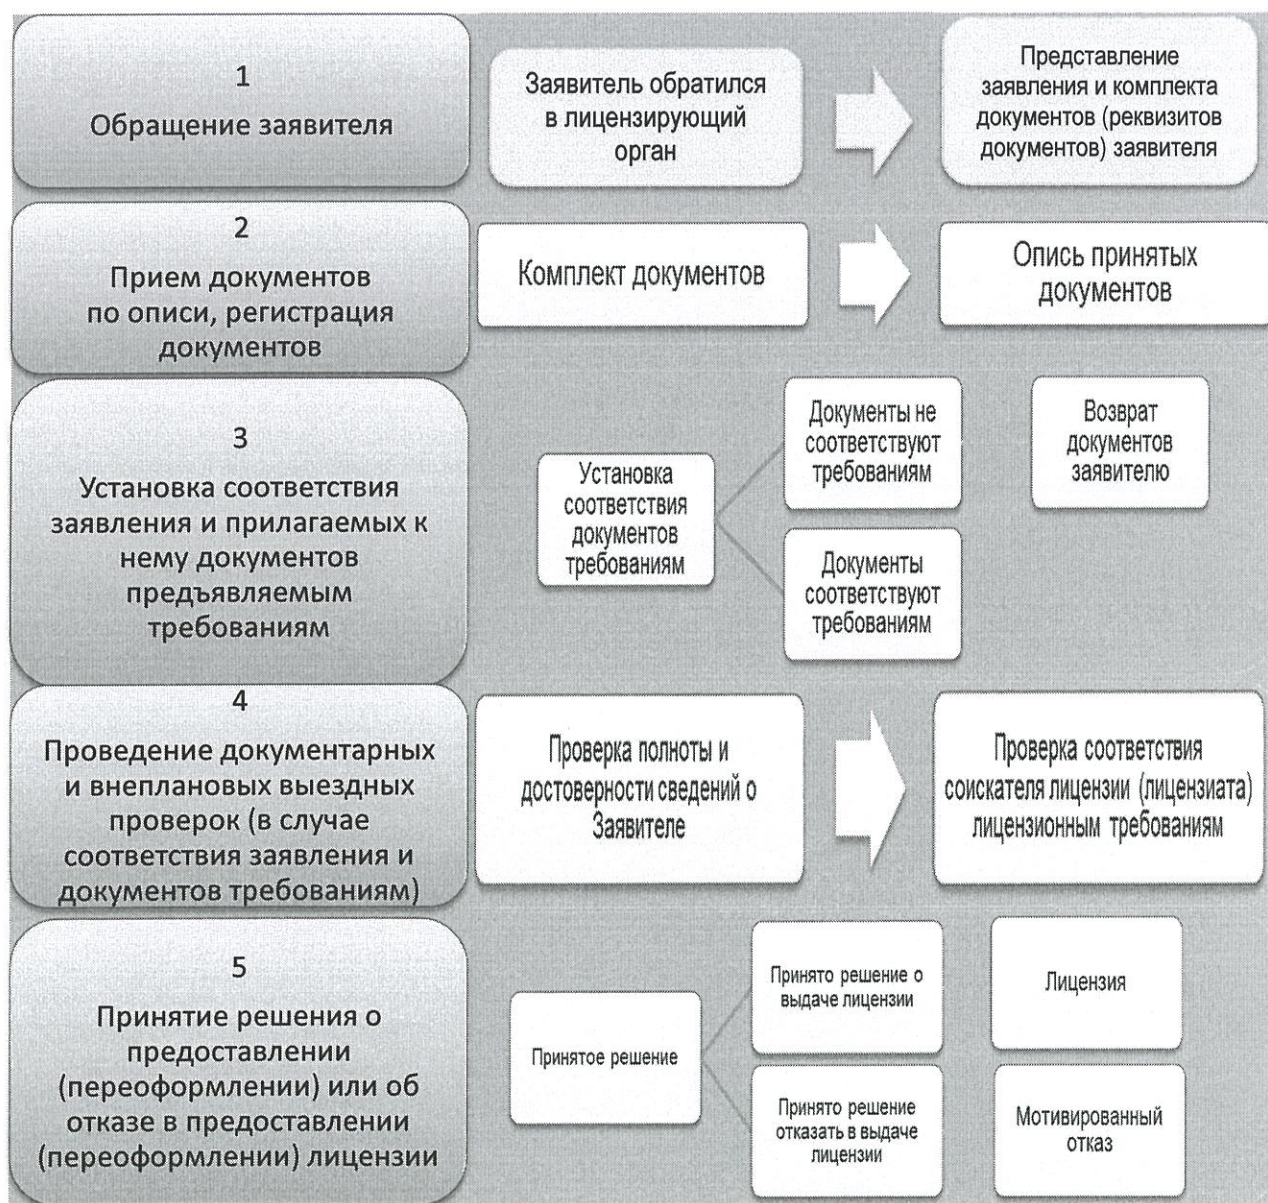 1
Обращение заявителя
Заявитель обратился
в лицензирующий
орган
Представление
заявления и комплекта
документов (реквизитов
документов) заявителя
2
Прием документов
по описи, регистрация
документов
Комплект документов
Опись принятых
документов
3
Установка соответствия
заявления и прилагаемых к
нему документов
предъявляемым
требованиям
Установка
соответствия
документов
требованиям
Документы не
соответствуют
требованиям
Возврат
документов
заявителю
Документы
соответствуют
требованиям
4
Проведение документарных
и внеплановых выездных
проверок (в случае
соответствия заявления и
документов требованиям)
Проверка полноты и
достоверности сведений о
Заявителе
Проверка соответствия
соискателя лицензии (лицензиата)
лицензионным требованиям
5
Принятие решения о
предоставлении
(переоформлении) или об
отказе в предоставлении
(переоформлении) лицензии
Принятое решение
Принято решение о
выдаче лицензии
Лицензия
Принято решение
отказать в выдаче
лицензии
Мотивированный
отказ